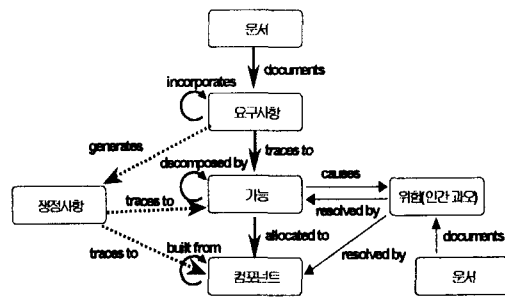 문서
documents
incorporates
요구사항
generates
traces to
decomposed by
causes
쟁점사항
traces to
기능
위험(인간 과오)
resolved by
allocated to
documents
traces to
built from
resolved by
컴포넌트
문서